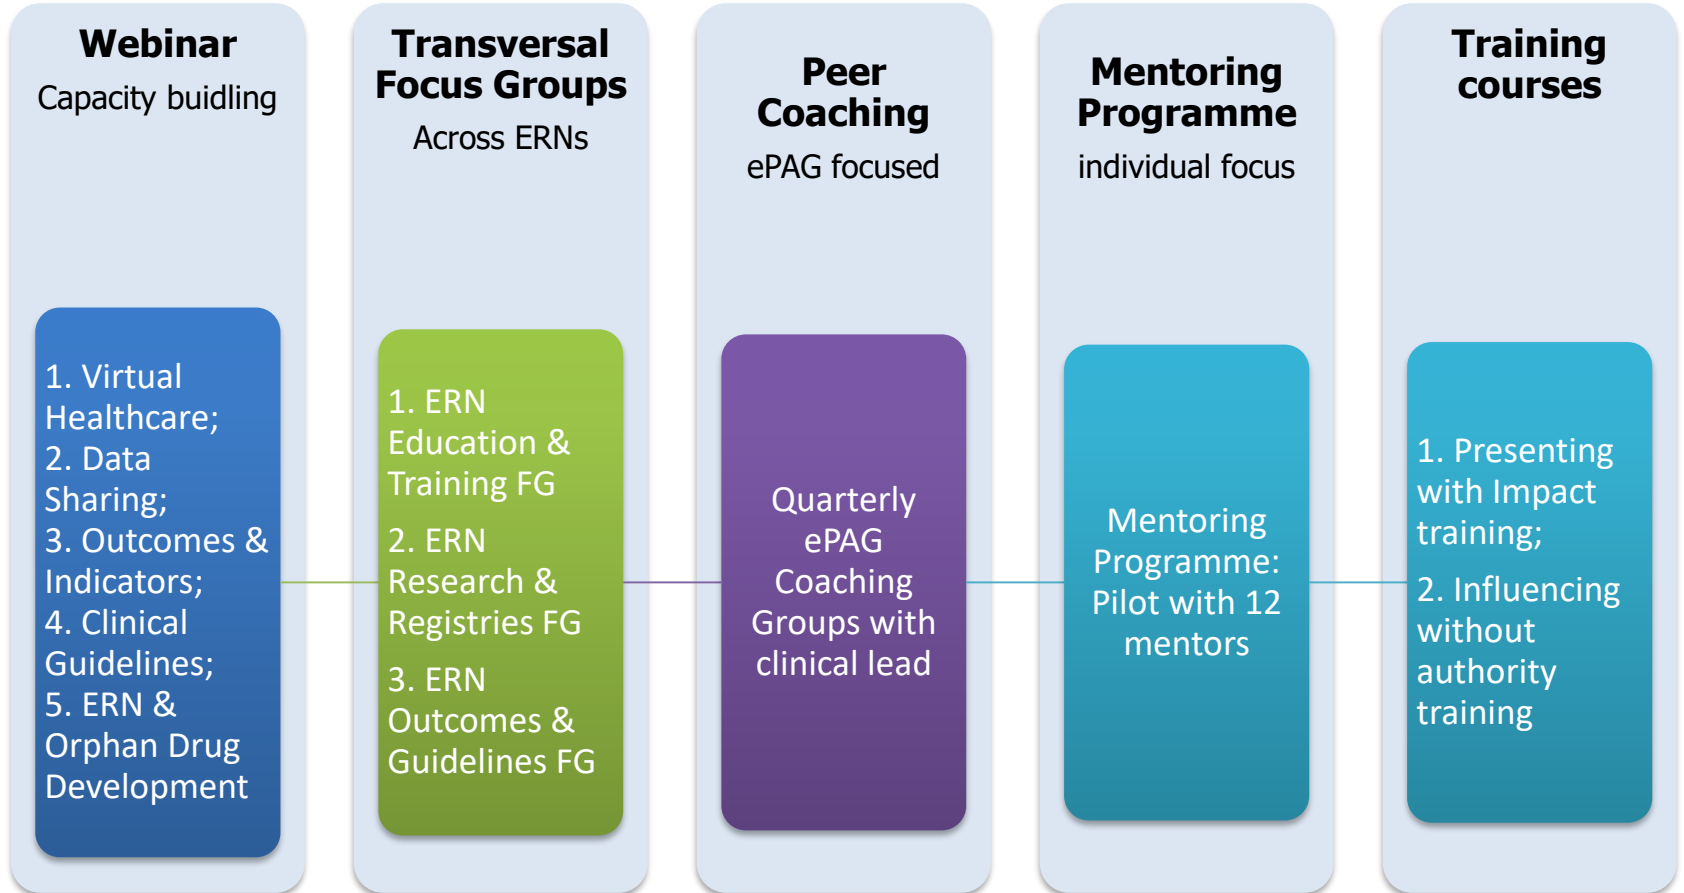 Webinar
Capacity buidling
1. Virtual
Healthcare;
2. Data
Sharing;
3. Outcomes &
Indicators;
4. Clinical
Guidelines;
5. ERN &
Orphan Drug
Development
Transversal
Focus Groups
Across ERNs
1. ERN
Education &
Training FG
2. ERN
Research &
Registries FG
3. ERN
Outcomes &
Guidelines FG
Peer
Coaching
ePAG focused
Quarterly
ePAG
Coaching
Groups with
clinical lead
Mentoring
Programme
individual focus
Mentoring
Programme:
Pilot with 12
mentors
Training
courses
1. Presenting
with Impact
training;
2. Influencing
without
authority
training